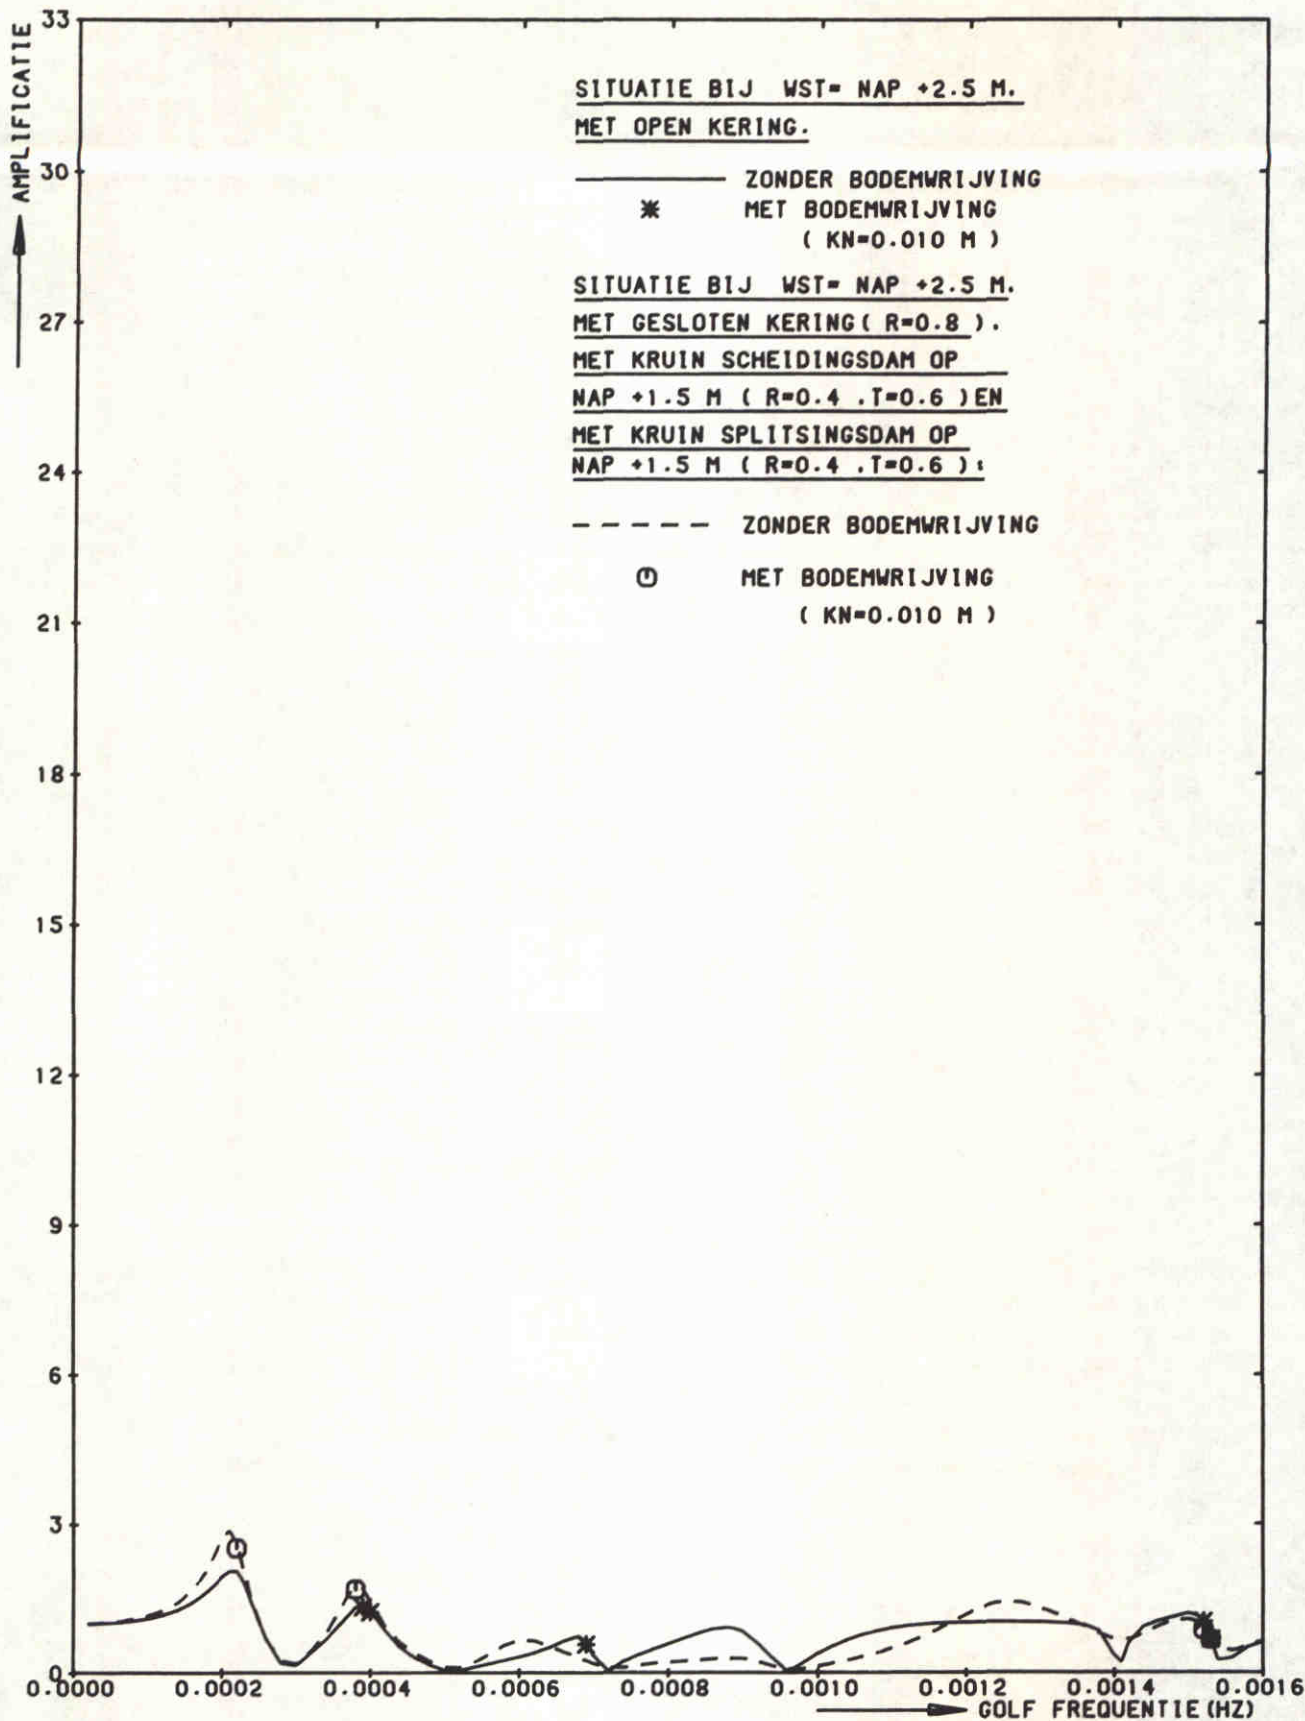 AMPLIFICATIE
33
30
27
24
21
18
15
12
9
6
3
0
SITUATIE BIJ WST= NAP +2.5 M.
MET OPEN KERING.
ZONDER BODEMWRIJVING
MET BODEMWRIJVING
( KN=0.010 M )
SITUATIE BIJ WST= NAP +2.5 M.
MET GESLOTEN KERING( R=0.8 ).
MET KRUIN SCHEIDINGSDAM OP
NAP +1.5 M ( R=0.4 .T=0.6 )EN
MET KRUIN SPLITSINGSDAM OP
NAP +1.5 M ( R=0.4 .T=0.6 ):
ZONDER BODEMWRIJVING
MET BODEMWRIJVING
( KN=0.010 M )
0.0000 0.0002 0.0004 0.0006 0.0008 0.0010 0.0012 0.0014 0.0016
GOLF FREQUENTIE(HZ)